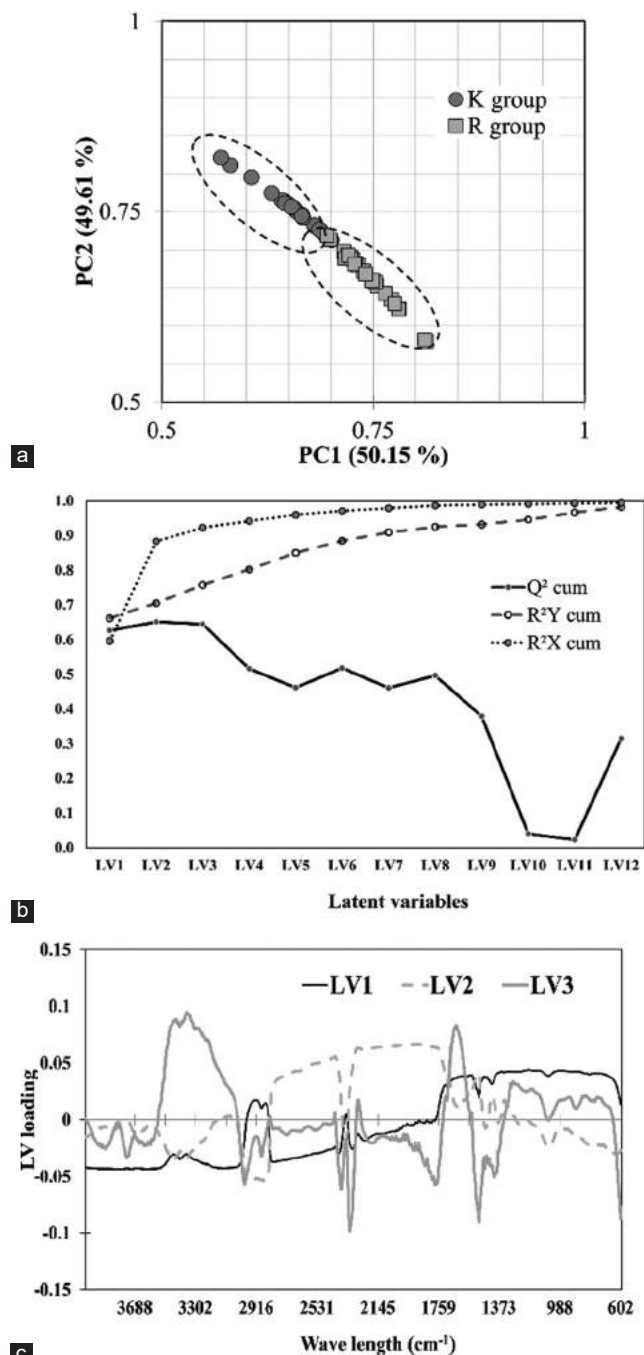 1
K group
R group
PC2 (49.61 %)
0.75
0.5
0.5
0.75
1
PC1 (50.15 %)
a
1.0
0.9
0.8
0.7
0.6
0.5
0.4
0.3
0.2
0.1
0.0
Q² cum
R²Y cum
R²X cum
LV1 LV2 LV3 LV4 LV5 LV6 LV7 LV8 LV9 LV10 LV11 LV12
Latent variables
b
0.15
0.1
0.05
0
-0.05
-0.1
-0.15
LV loading
LV1 LV2 LV3
3688 3302 2916 2531 2145 1759 1373 988 602
Wave length (cm⁻¹)
c